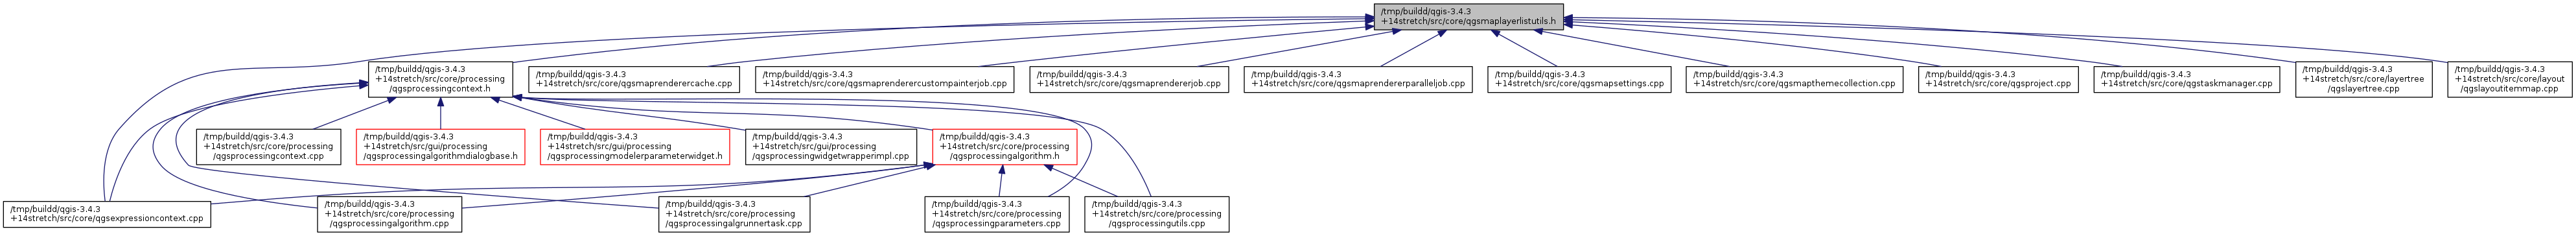 /tmp/buildd/qgis-3.4.3
+14stretch/src/core/qgsmaplayerlistutils.h
/tmp/buildd/qgis-3.4.3
+14stretch/src/core/processing
/qgsprocessingcontext.h
/tmp/buildd/qgis-3.4.3
+14stretch/src/core/qgsmaprenderercache.cpp
/tmp/buildd/qgis-3.4.3
+14stretch/src/core/qgsmaprenderercustompainterjob.cpp
/tmp/buildd/qgis-3.4.3
+14stretch/src/core/qgsmaprendererjob.cpp
/tmp/buildd/qgis-3.4.3
+14stretch/src/core/qgsmaprendererparalleljob.cpp
/tmp/buildd/qgis-3.4.3
+14stretch/src/core/qgsmapsettings.cpp
/tmp/buildd/qgis-3.4.3
+14stretch/src/core/qgsmapthemecollection.cpp
/tmp/buildd/qgis-3.4.3
+14stretch/src/core/qgsproject.cpp
/tmp/buildd/qgis-3.4.3
+14stretch/src/core/qgstaskmanager.cpp
/tmp/buildd/qgis-3.4.3
+14stretch/src/core/layertree
/qgslayertree.cpp
/tmp/buildd/qgis-3.4.3
+14stretch/src/core/layout
/qgslayoutitemmap.cpp
/tmp/buildd/qgis-3.4.3
+14stretch/src/core/processing
/qgsprocessingcontext.cpp
/tmp/buildd/qgis-3.4.3
+14stretch/src/gui/processing
/qgsprocessingalgorithmdialogbase.h
/tmp/buildd/qgis-3.4.3
+14stretch/src/gui/processing
/qgsprocessingmodelerparameterwidget.h
/tmp/buildd/qgis-3.4.3
+14stretch/src/gui/processing
/qgsprocessingwidgetwrapperimpl.cpp
/tmp/buildd/qgis-3.4.3
+14stretch/src/core/processing
/qgsprocessingalgorithm.h
/tmp/buildd/qgis-3.4.3
+14stretch/src/core/qgsexpressioncontext.cpp
/tmp/buildd/qgis-3.4.3
+14stretch/src/core/processing
/qgsprocessingalgorithm.cpp
/tmp/buildd/qgis-3.4.3
+14stretch/src/core/processing
/qgsprocessingalgrunnertask.cpp
/tmp/buildd/qgis-3.4.3
+14stretch/src/core/processing
/qgsprocessingparameters.cpp
/tmp/buildd/qgis-3.4.3
+14stretch/src/core/processing
/qgsprocessingutils.cpp